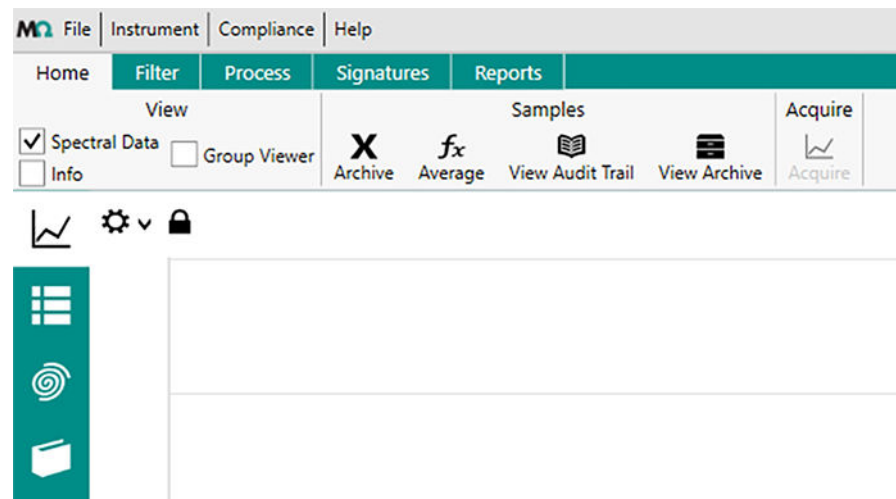 MΩ File Instrument Compliance Help
Home Filter Process Signatures Reports
View Samples Acquire
Spectral Data
Info
Group Viewer
X
Archive
fx
Average
View Audit Trail
View Archive
Acquire